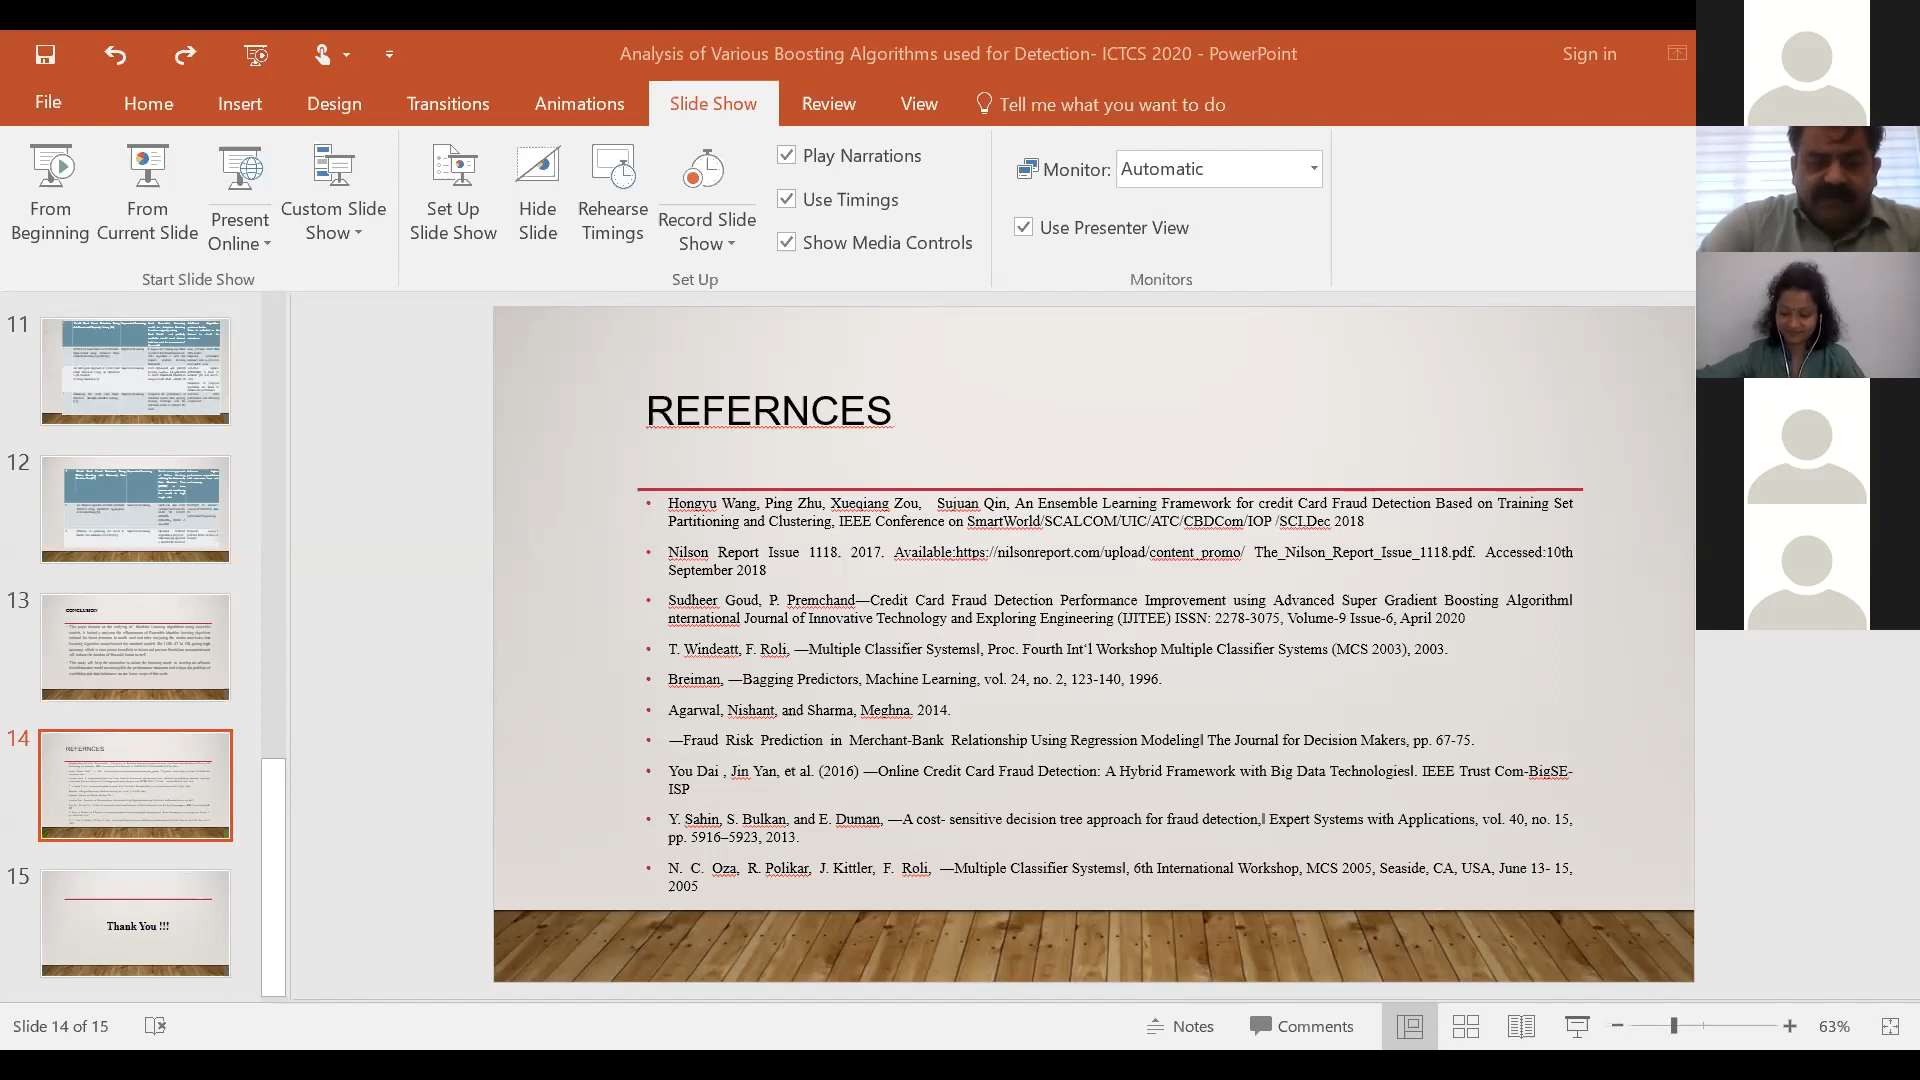 Analysis of Various Boosting Algorithms used for Detection- ICTCS 2020 - PowerPoint
Sign in
File
Home
Insert
Design
Transitions
Animations
Slide Show
Review
View
Tell me what you want to do
From Beginning
From Current Slide
Present Online
Custom Slide Show
Start Slide Show
Set Up Slide Show
Hide Slide
Rehearse Timings
Record Slide Show
Play Narrations
Use Timings
Show Media Controls
Set Up
Monitor: Automatic
Use Presenter View
Monitors
11
12
13
CONCLUSION
14
REFERNCES
15
Thank You !!!
REFERNCES
• Hongyu Wang, Ping Zhu, Xueqiang Zou, Sujuan Qin, An Ensemble Learning Framework for credit Card Fraud Detection Based on Training Set
Partitioning and Clustering, IEEE Conference on SmartWorld/SCALCOM/UIC/ATC/CBDCom/IOP /SCI,Dec 2018
• Nilson Report Issue 1118. 2017. Available:https://nilsonreport.com/upload/content_promo/ The_Nilson_Report_Issue_1118.pdf. Accessed:10th
September 2018
• Sudheer Goud, P. Premchand―Credit Card Fraud Detection Performance Improvement using Advanced Super Gradient Boosting Algorithm‖
nternational Journal of Innovative Technology and Exploring Engineering (IJITEE) ISSN: 2278-3075, Volume-9 Issue-6, April 2020
• T. Windeatt, F. Roli, ―Multiple Classifier Systems‖, Proc. Fourth Int‘l Workshop Multiple Classifier Systems (MCS 2003), 2003.
• Breiman, ―Bagging Predictors, Machine Learning, vol. 24, no. 2, 123-140, 1996.
• Agarwal, Nishant, and Sharma, Meghna. 2014.
• ―Fraud Risk Prediction in Merchant-Bank Relationship Using Regression Modeling‖ The Journal for Decision Makers, pp. 67-75.
• You Dai , Jin Yan, et al. (2016) ―Online Credit Card Fraud Detection: A Hybrid Framework with Big Data Technologies‖. IEEE Trust Com-BigSE-
ISP
• Y. Sahin, S. Bulkan, and E. Duman, ―A cost- sensitive decision tree approach for fraud detection,‖ Expert Systems with Applications, vol. 40, no. 15,
pp. 5916–5923, 2013.
• N. C. Oza, R. Polikar, J. Kittler, F. Roli, ―Multiple Classifier Systems‖, 6th International Workshop, MCS 2005, Seaside, CA, USA, June 13- 15,
2005
Slide 14 of 15
Notes
Comments
63%